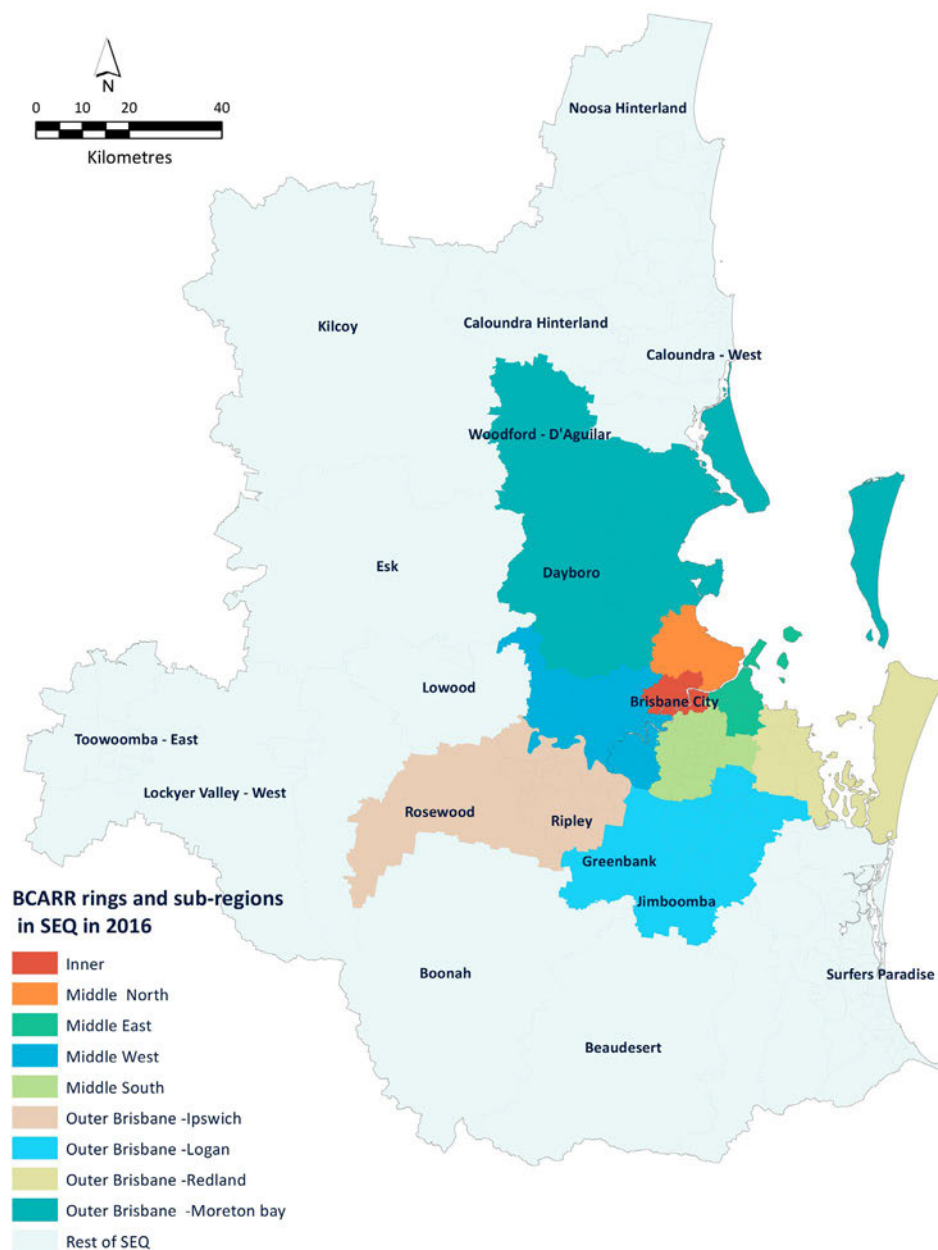 N
0 10 20 40
Kilometres
Noosa Hinterland
Kilcoy
Caloundra Hinterland
Caloundra - West
Woodford - D'Aguilar
Esk
Dayboro
Lowood
Brisbane City
Toowoomba - East
Lockyer Valley - West
Rosewood
Ripley
Greenbank
Jimboomba
Boonah
Surfers Paradise
Beaudesert
BCARR rings and sub-regions
in SEQ in 2016
Inner
Middle North
Middle East
Middle West
Middle South
Outer Brisbane -Ipswich
Outer Brisbane -Logan
Outer Brisbane -Redland
Outer Brisbane -Moreton bay
Rest of SEQ